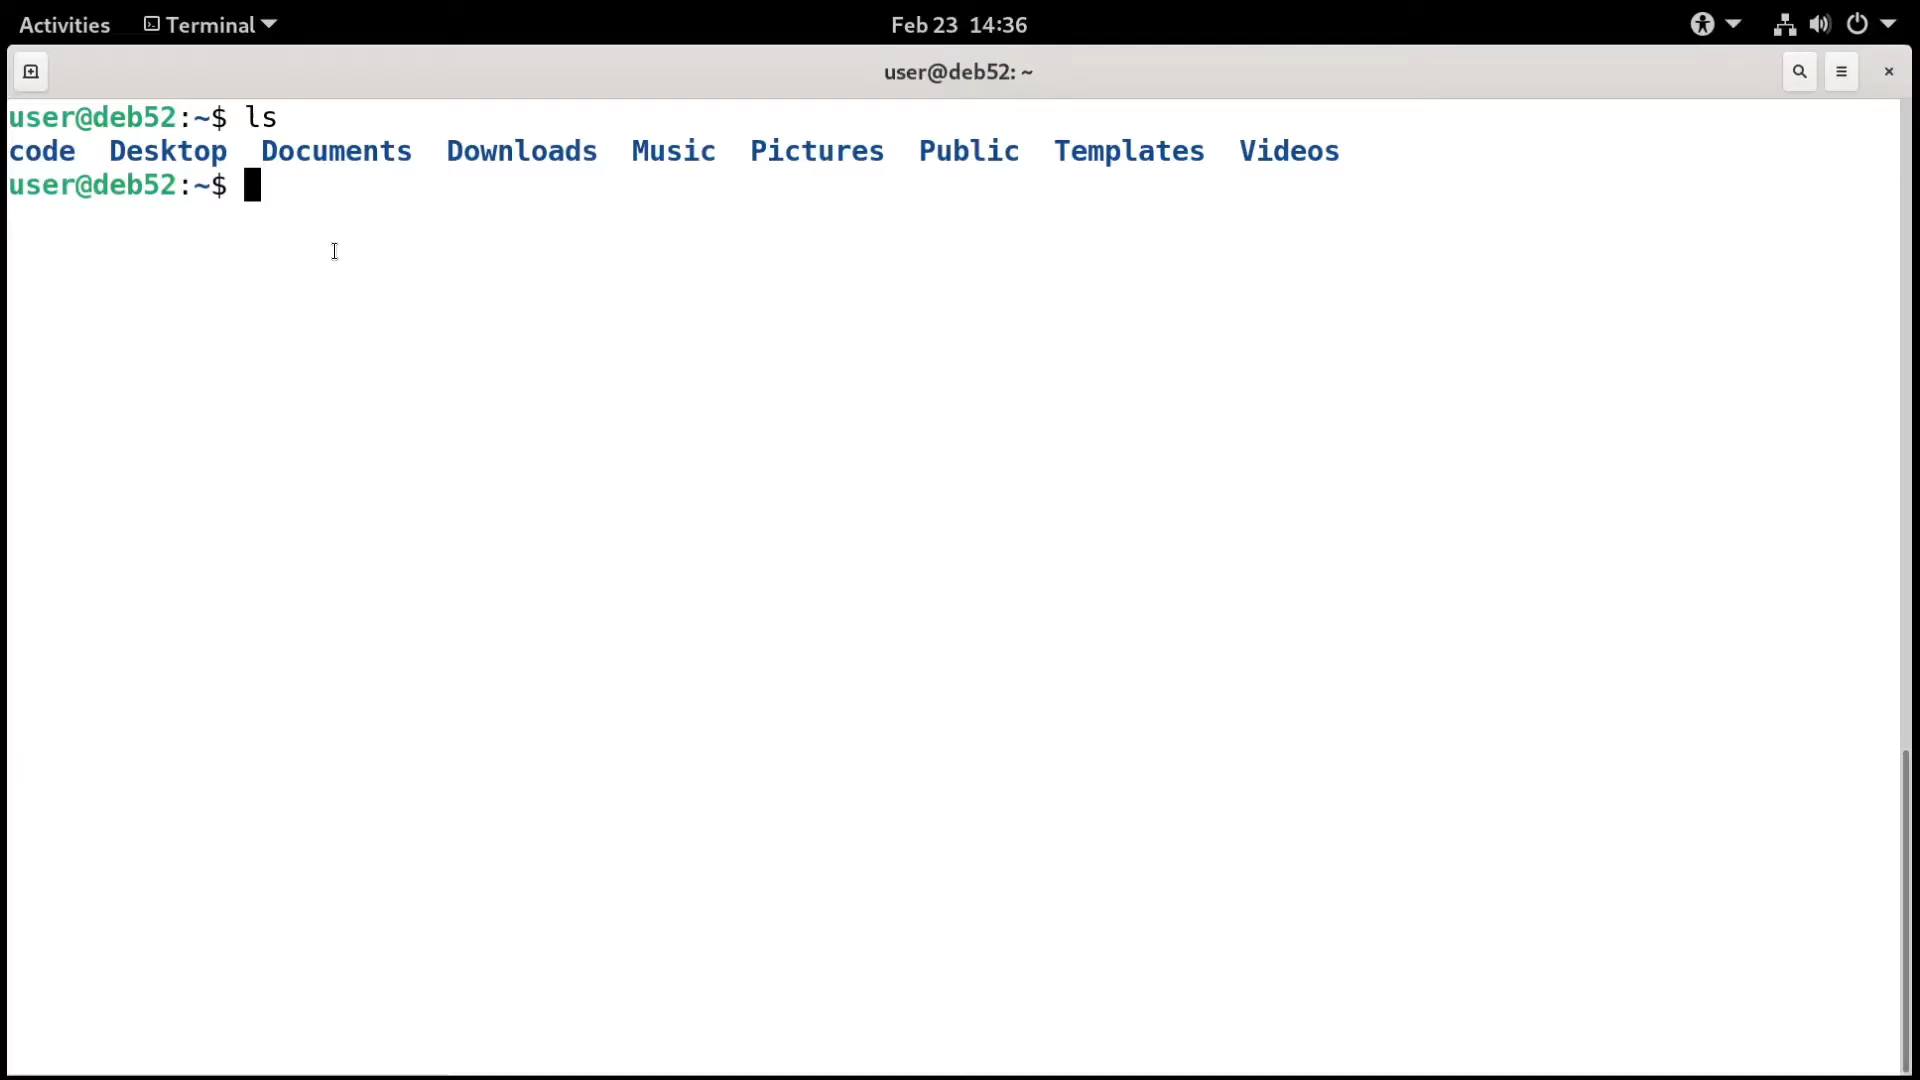 Activities Terminal Feb 23 14:36
user@deb52: ~
user@deb52:~$ ls
code Desktop Documents Downloads Music Pictures Public Templates Videos
user@deb52:~$